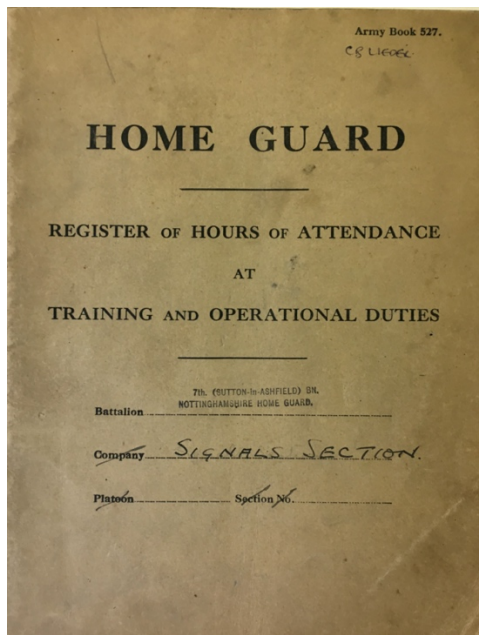 Army Book 527.
HOME GUARD
REGISTER OF HOURS OF ATTENDANCE
AT
TRAINING AND OPERATIONAL DUTIES
7th. (SUTTON-in-ASHFIELD) BN.
NOTTINGHAMSHIRE HOME GUARD.
Battalion
Company SIGNALS SECTION.
Platoon Section No.